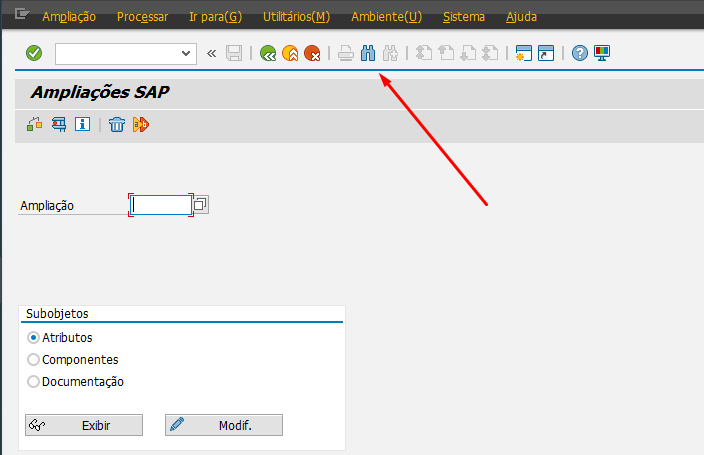 Ampliação Processar Ir para(G) Utilitários(M) Ambiente(U) Sistema Ajuda
Ampliações SAP
Ampliação
Subobjetos
Atributos
Componentes
Documentação
Exibir Modif.